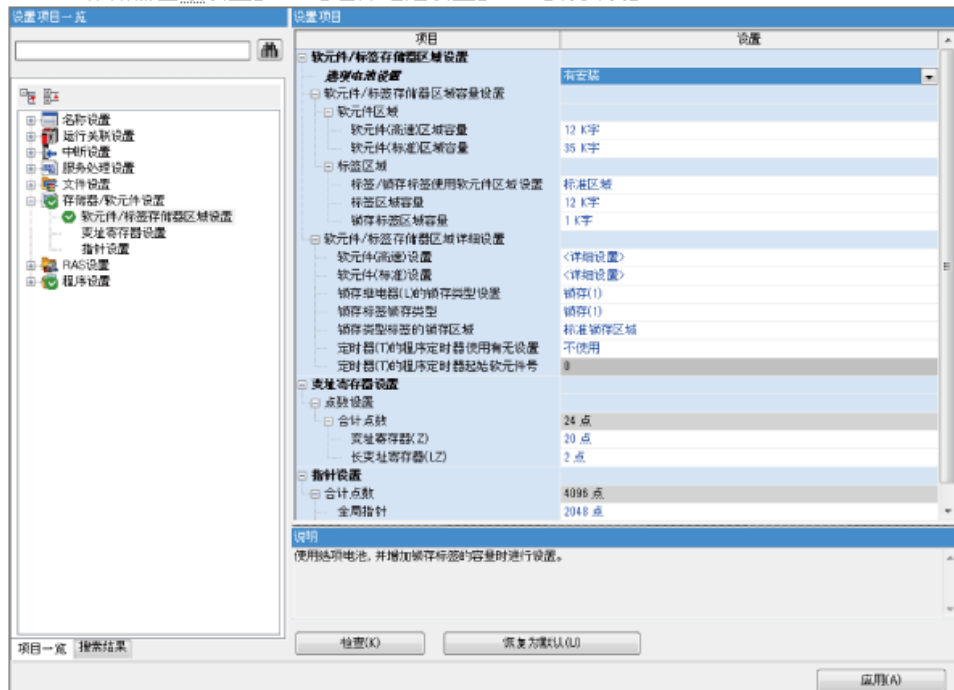 设置项目一览
名称设置
运行关联设置
中断设置
服务处理设置
文件设置
存储器/软元件设置
软元件/标签存储器区域设置
变址寄存器设置
指针设置
RAS设置
程序设置
项目一览 搜索结果
设置项目
项目 设置
软元件/标签存储器区域设置
选项电池设置 有安装
软元件/标签存储器区域容量设置
软元件区域
软元件(高速)区域容量 12 K字
软元件(标准)区域容量 35 K字
标签区域
标签/锁存标签使用软元件区域设置 标准区域
标签区域容量 12 K字
锁存标签区域容量 1 K字
软元件/标签存储器区域详细设置
软元件(高速)设置 <详细设置>
软元件(标准)设置 <详细设置>
锁存继电器(L)的锁存类型设置 锁存(1)
锁存标签锁存类型 锁存(1)
锁存类型标签的锁存区域 标准锁存区域
定时器(T)的程序定时器使用有无设置 不使用
定时器(T)的程序定时器起始软元件号 0
变址寄存器设置
点数设置
合计点数 24 点
变址寄存器(Z) 20 点
长变址寄存器(LZ) 2 点
指针设置
合计点数 4096 点
全局指针 2048 点
说明
使用选项电池,并增加锁存标签的容量时进行设置。
检查(K) 恢复为默认(U)
应用(A)